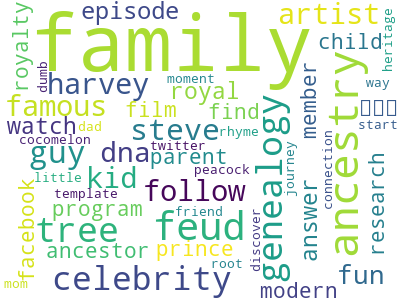 royalty
episode
artist
heritage
family
child
dumb
harvey
moment
royal
ancestry
member
famous
film
find
way
watch
steve
genealogy
start
cocomelon
dad
twitter
rhyme
guy
dna
parent
journey
connection
research
little
kid
follow
peacock
answer
facebook
template
program
friend
tree
feud
discover
ancestor
prince
root
fun
mom
celebrity
modern